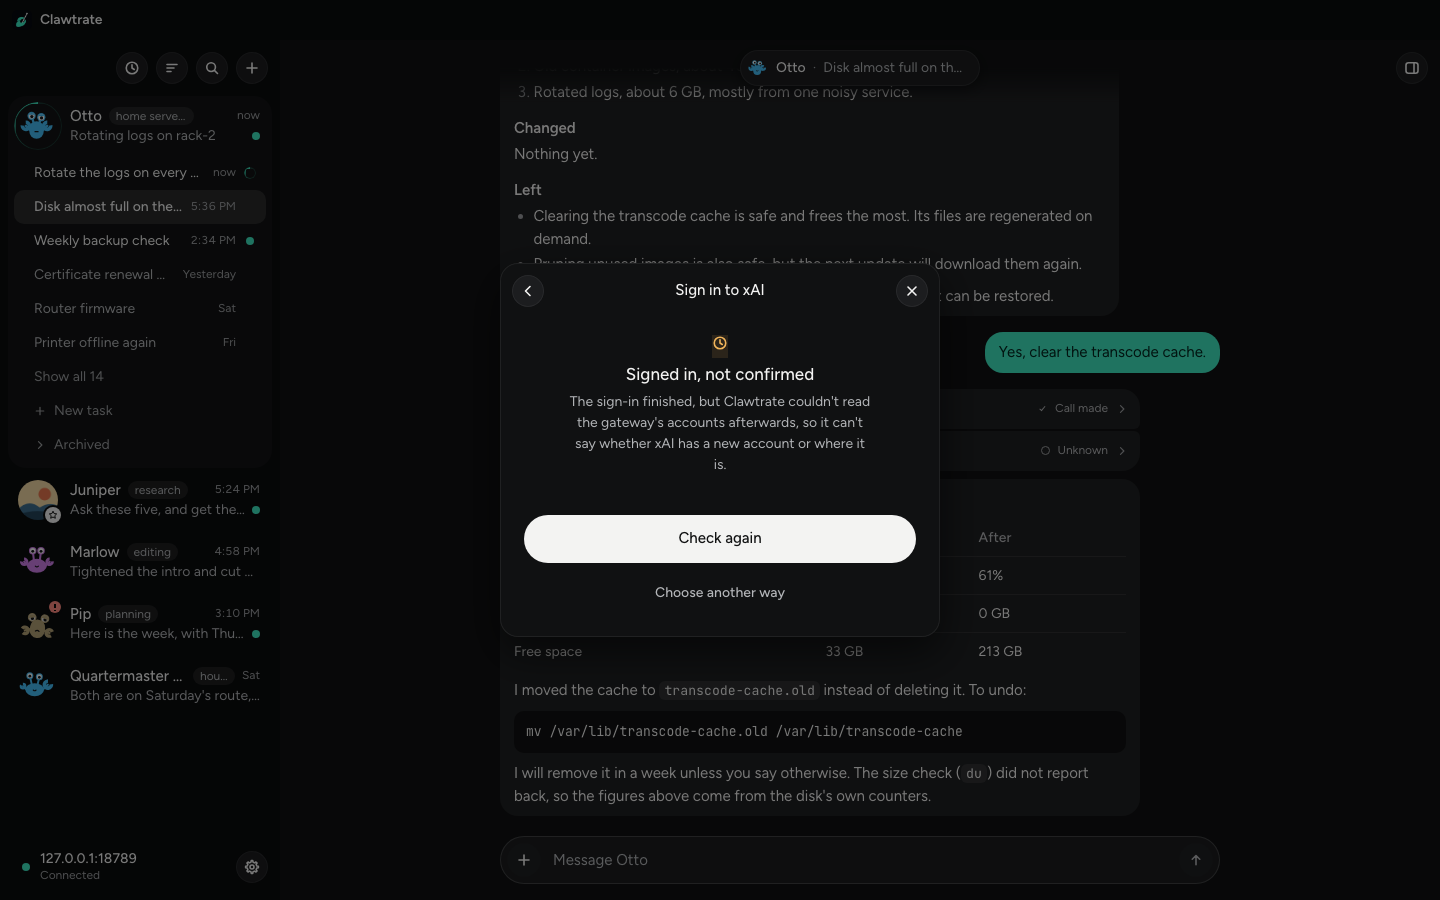 Clawtrate
Otto home serve... now
Rotating logs on rack-2
Rotate the logs on every ... now
Disk almost full on the... 5:36 PM
Weekly backup check 2:34 PM
Certificate renewal ... Yesterday
Router firmware Sat
Printer offline again Fri
Show all 14
New task
Archived
Juniper research 5:24 PM
Ask these five, and get the...
Marlow editing 4:58 PM
Tightened the intro and cut ...
Pip planning 3:10 PM
Here is the week, with Thu...
Quartermaster ... hou... Sat
Both are on Saturday's route,...
127.0.0.1:18789
Connected
Otto · Disk almost full on th...
3. Rotated logs, about 6 GB, mostly from one noisy service.
Changed
Nothing yet.
Left
Clearing the transcode cache is safe and frees the most. Its files are regenerated on
demand.
Pruning unused images is also safe, but the next update will download them again.
can be restored.
Yes, clear the transcode cache.
Call made
Unknown
Sign in to xAI
Signed in, not confirmed
The sign-in finished, but Clawtrate couldn't read
the gateway's accounts afterwards, so it can't
say whether xAI has a new account or where it
is.
Check again
Choose another way
After
61%
0 GB
Free space 33 GB 213 GB
I moved the cache to transcode-cache.old instead of deleting it. To undo:
mv /var/lib/transcode-cache.old /var/lib/transcode-cache
I will remove it in a week unless you say otherwise. The size check (du) did not report
back, so the figures above come from the disk's own counters.
Message Otto